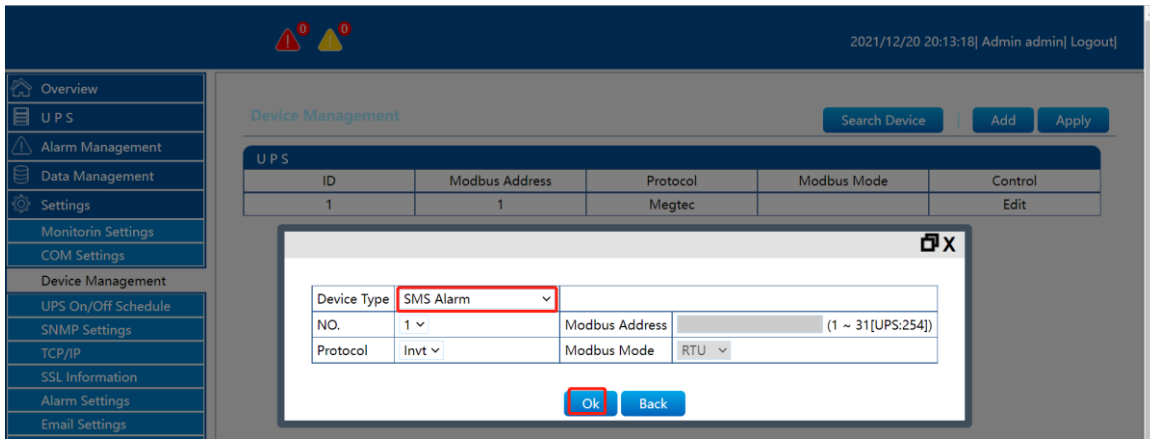 0 0
2021/12/20 20:13:18| Admin admin| Logout|
Overview
UPS
Alarm Management
Data Management
Settings
Monitorin Settings
COM Settings
Device Management
UPS On/Off Schedule
SNMP Settings
TCP/IP
SSL Information
Alarm Settings
Email Settings
Device Management
Search Device | Add Apply
UPS
ID Modbus Address Protocol Modbus Mode Control
1 1 Megtec Edit
X
Device Type SMS Alarm
NO. 1 Modbus Address (1 ~ 31[UPS:254])
Protocol Invt Modbus Mode RTU
Ok Back